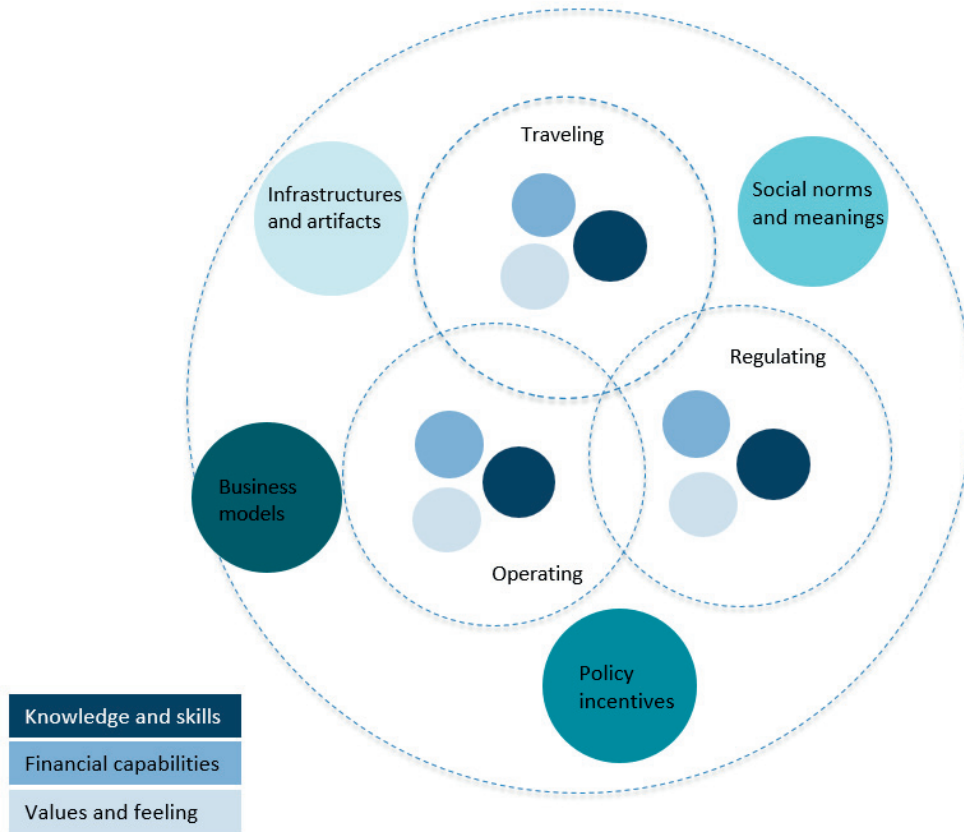 Traveling
Infrastructures
and artifacts
Social norms
and meanings
Regulating
Business
models
Operating
Policy
incentives
Knowledge and skills
Financial capabilities
Values and feeling